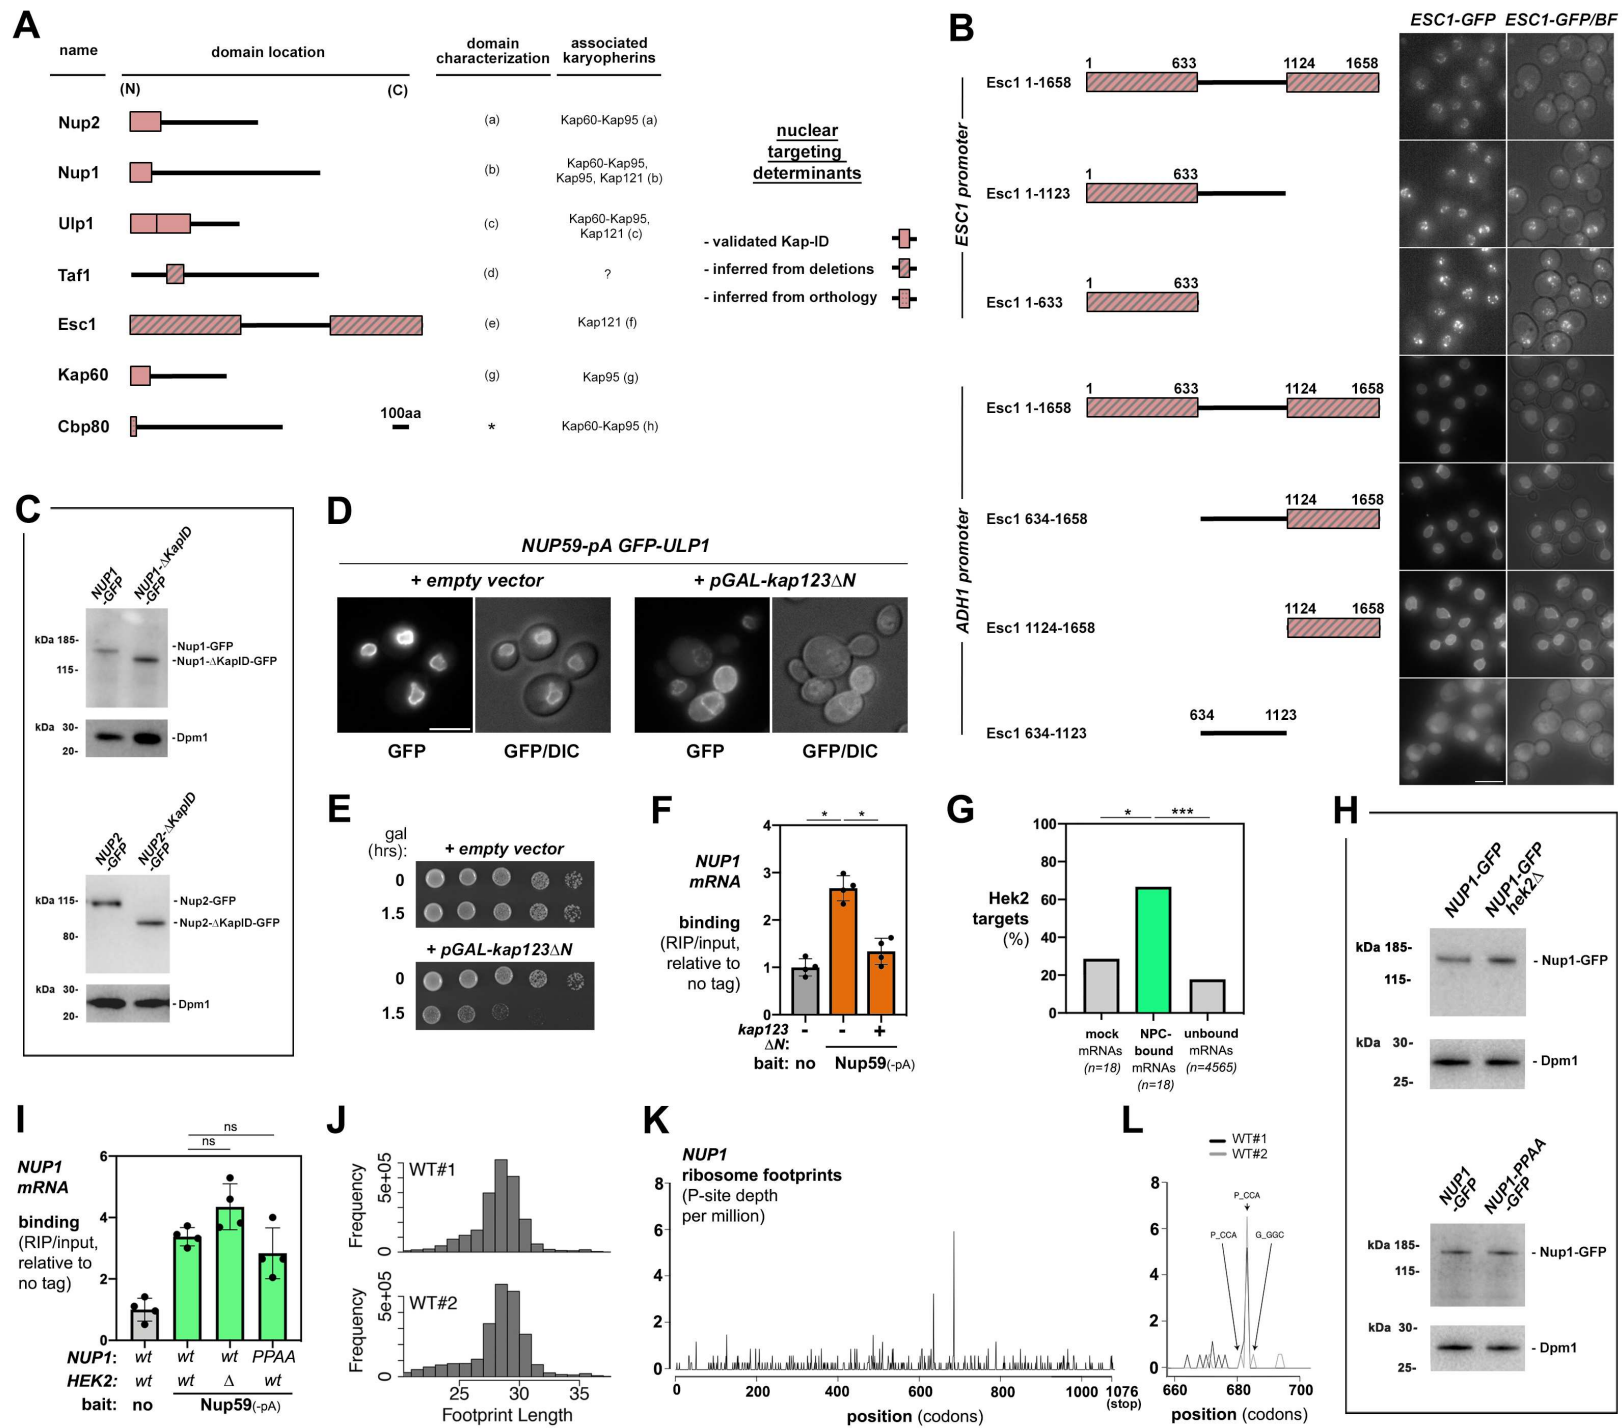 A
name
domain location
domain
characterization
associated
karyopherins
(N)
(C)
Nup2
(a)
Kap60-Kap95 (a)
Nup1
(b)
Kap60-Kap95,
Kap95, Kap121 (b)
Ulp1
(c)
Kap60-Kap95,
Kap121 (c)
Taf1
(d)
?
Esc1
(e)
Kap121 (f)
Kap60
(g)
Kap95 (g)
Cbp80
100aa
*
Kap60-Kap95 (h)
nuclear
targeting
determinants
- validated Kap-ID
- inferred from deletions
- inferred from orthology
B
ESC1-GFP
ESC1-GFP/BF
ESC1 promoter
Esc1 1-1658
1
633
1124
1658
Esc1 1-1123
1
633
Esc1 1-633
1
633
ADH1 promoter
Esc1 1-1658
1
633
1124
1658
Esc1 634-1658
1124
1658
Esc1 1124-1658
1124
1658
Esc1 634-1123
634
1123
C
NUP1
-GFP
NUP1-ΔKapID
-GFP
kDa 185-
115-
-Nup1-GFP
-Nup1-ΔKapID-GFP
kDa 30-
20-
-Dpm1
NUP2
-GFP
NUP2-ΔKapID
-GFP
kDa 115-
80-
-Nup2-GFP
-Nup2-ΔKapID-GFP
kDa 30-
20-
-Dpm1
D
NUP59-pA GFP-ULP1
+ empty vector
+ pGAL-kap123ΔN
GFP
GFP/DIC
GFP
GFP/DIC
E
gal
(hrs):
+ empty vector
0
1.5
+ pGAL-kap123ΔN
0
1.5
F
NUP1
mRNA
binding
(RIP/input,
relative to
no tag)
4
3
2
1
0
*
*
kap123
ΔN:
-
-
+
bait:
no
Nup59(-pA)
G
Hek2
targets
(%)
100
80
60
40
20
0
*
***
mock
mRNAs
(n=18)
NPC-
bound
mRNAs
(n=18)
unbound
mRNAs
(n=4565)
H
NUP1-GFP
NUP1-GFP
hek2Δ
kDa 185-
115-
- Nup1-GFP
kDa 30-
25-
- Dpm1
NUP1
-GFP
NUP1-PPAA
-GFP
kDa 185-
115-
- Nup1-GFP
kDa 30-
25-
- Dpm1
I
NUP1
mRNA
binding
(RIP/input,
relative to
no tag)
6
4
2
0
ns
ns
NUP1:
wt
wt
wt
PPAA
HEK2:
wt
wt
Δ
wt
bait:
no
Nup59(-pA)
J
WT#1
Frequency
0
5e+05
WT#2
Frequency
0
5e+05
25
30
35
Footprint Length
K
NUP1
ribosome footprints
(P-site depth
per million)
8
6
4
2
0
0
200
400
600
800
1000
1076
(stop)
position (codons)
L
WT#1
WT#2
8
6
4
2
0
P_CCA
P_CCA
G_GGC
660
680
700
position (codons)